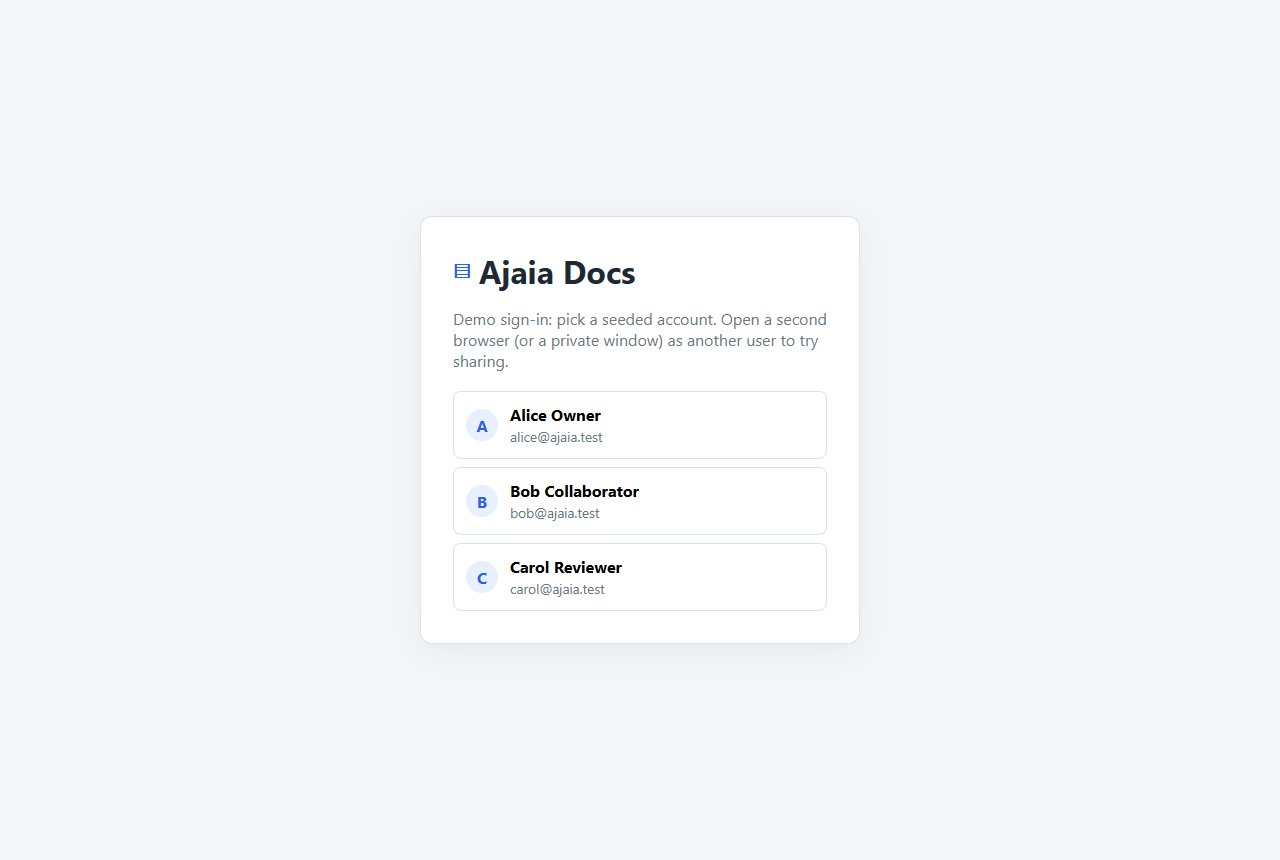 Ajaia Docs
Demo sign-in: pick a seeded account. Open a second
browser (or a private window) as another user to try
sharing.
A
Alice Owner
alice@ajaia.test
B
Bob Collaborator
bob@ajaia.test
C
Carol Reviewer
carol@ajaia.test